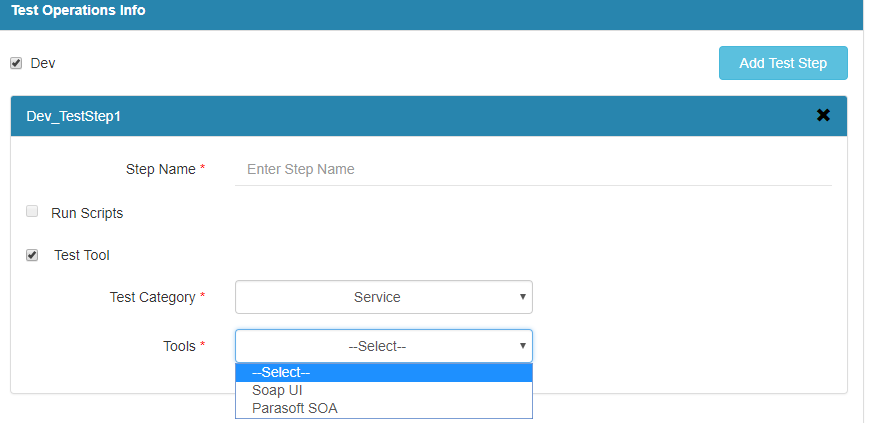 Test Operations Info
Dev
Add Test Step
Dev_TestStep1
Step Name *
Enter Step Name
Run Scripts
Test Tool
Test Category *
Service
Tools *
--Select--
--Select--
Soap UI
Parasoft SOA